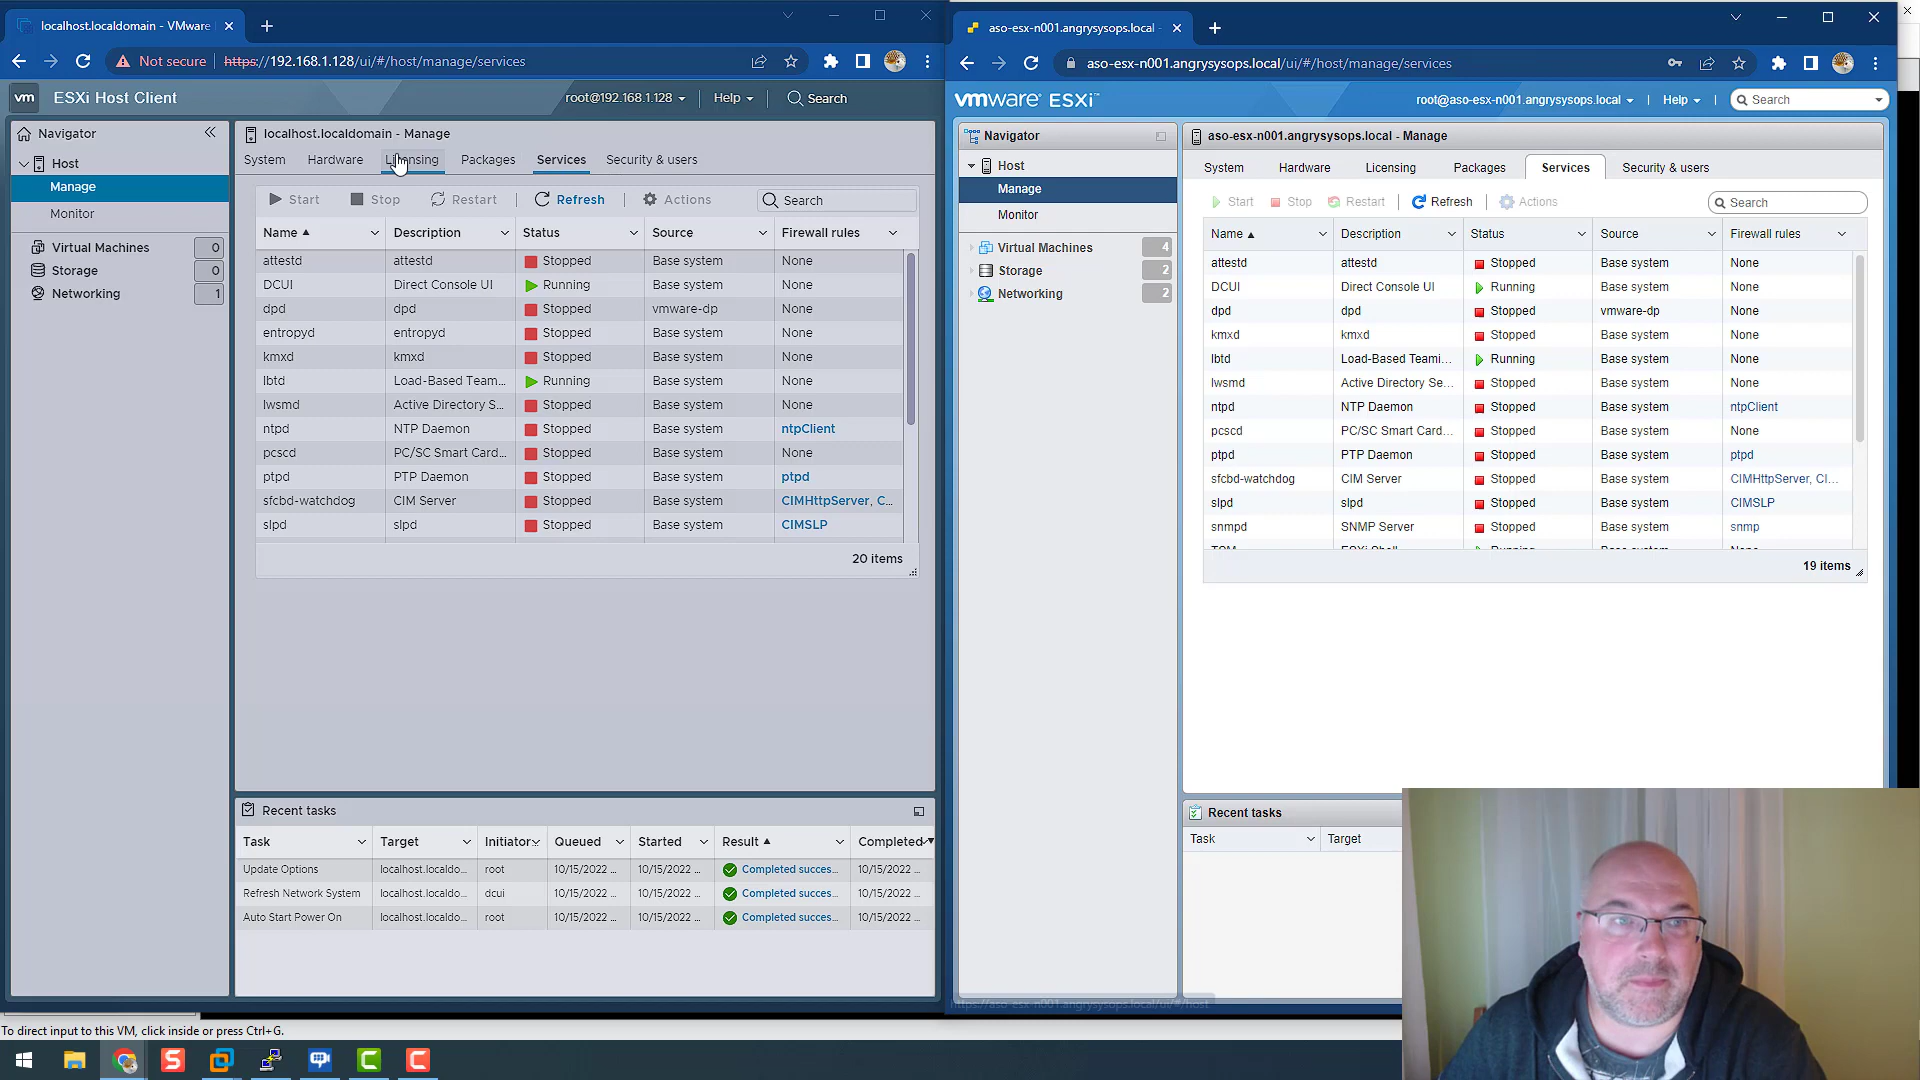 localhost.localdomain - VMware
Not secure
https://192.168.1.128/ui/#/host/manage/services
vm
ESXi Host Client
root@192.168.1.128
Help
Search
Navigator
Host
Manage
Monitor
Virtual Machines 0
Storage 0
Networking 1
localhost.localdomain - Manage
System Hardware Licensing Packages Services Security & users
Start Stop Restart Refresh Actions Search
Name Description Status Source Firewall rules
attestd attestd Stopped Base system None
DCUI Direct Console UI Running Base system None
dpd dpd Stopped vmware-dp None
entropyd entropyd Stopped Base system None
kmxd kmxd Stopped Base system None
lbtd Load-Based Team... Running Base system None
lwsmd Active Directory S... Stopped Base system None
ntpd NTP Daemon Stopped Base system ntpClient
pcscd PC/SC Smart Card... Stopped Base system None
ptpd PTP Daemon Stopped Base system ptpd
sfcbd-watchdog CIM Server Stopped Base system CIMHttpServer, C...
slpd slpd Stopped Base system CIMSLP
20 items
Recent tasks
Task Target Initiator Queued Started Result Completed
Update Options localhost.localdo... root 10/15/2022 ... 10/15/2022 ... Completed succes... 10/15/2022 ...
Refresh Network System localhost.localdo... dcui 10/15/2022 ... 10/15/2022 ... Completed succes... 10/15/2022 ...
Auto Start Power On localhost.localdo... root 10/15/2022 ... 10/15/2022 ... Completed succes... 10/15/2022 ...
aso-esx-n001.angrysysops.local -
aso-esx-n001.angrysysops.local/ui/#/host/manage/services
vmware ESXi™
root@aso-esx-n001.angrysysops.local
Help
Search
Navigator
Host
Manage
Monitor
Virtual Machines 4
Storage 2
Networking 2
aso-esx-n001.angrysysops.local - Manage
System Hardware Licensing Packages Services Security & users
Start Stop Restart Refresh Actions Search
Name Description Status Source Firewall rules
attestd attestd Stopped Base system None
DCUI Direct Console UI Running Base system None
dpd dpd Stopped vmware-dp None
kmxd kmxd Stopped Base system None
lbtd Load-Based Teami... Running Base system None
lwsmd Active Directory Se... Stopped Base system None
ntpd NTP Daemon Stopped Base system ntpClient
pcscd PC/SC Smart Card... Stopped Base system None
ptpd PTP Daemon Stopped Base system ptpd
sfcbd-watchdog CIM Server Stopped Base system CIMHttpServer, CI...
slpd slpd Stopped Base system CIMSLP
snmpd SNMP Server Stopped Base system snmp
TSM ESXi Shell Running Base system None
19 items
Recent tasks
Task Target
https://aso-esx-n001.angrysysops.local/ui/#/host
To direct input to this VM, click inside or press Ctrl+G.
S
C
C